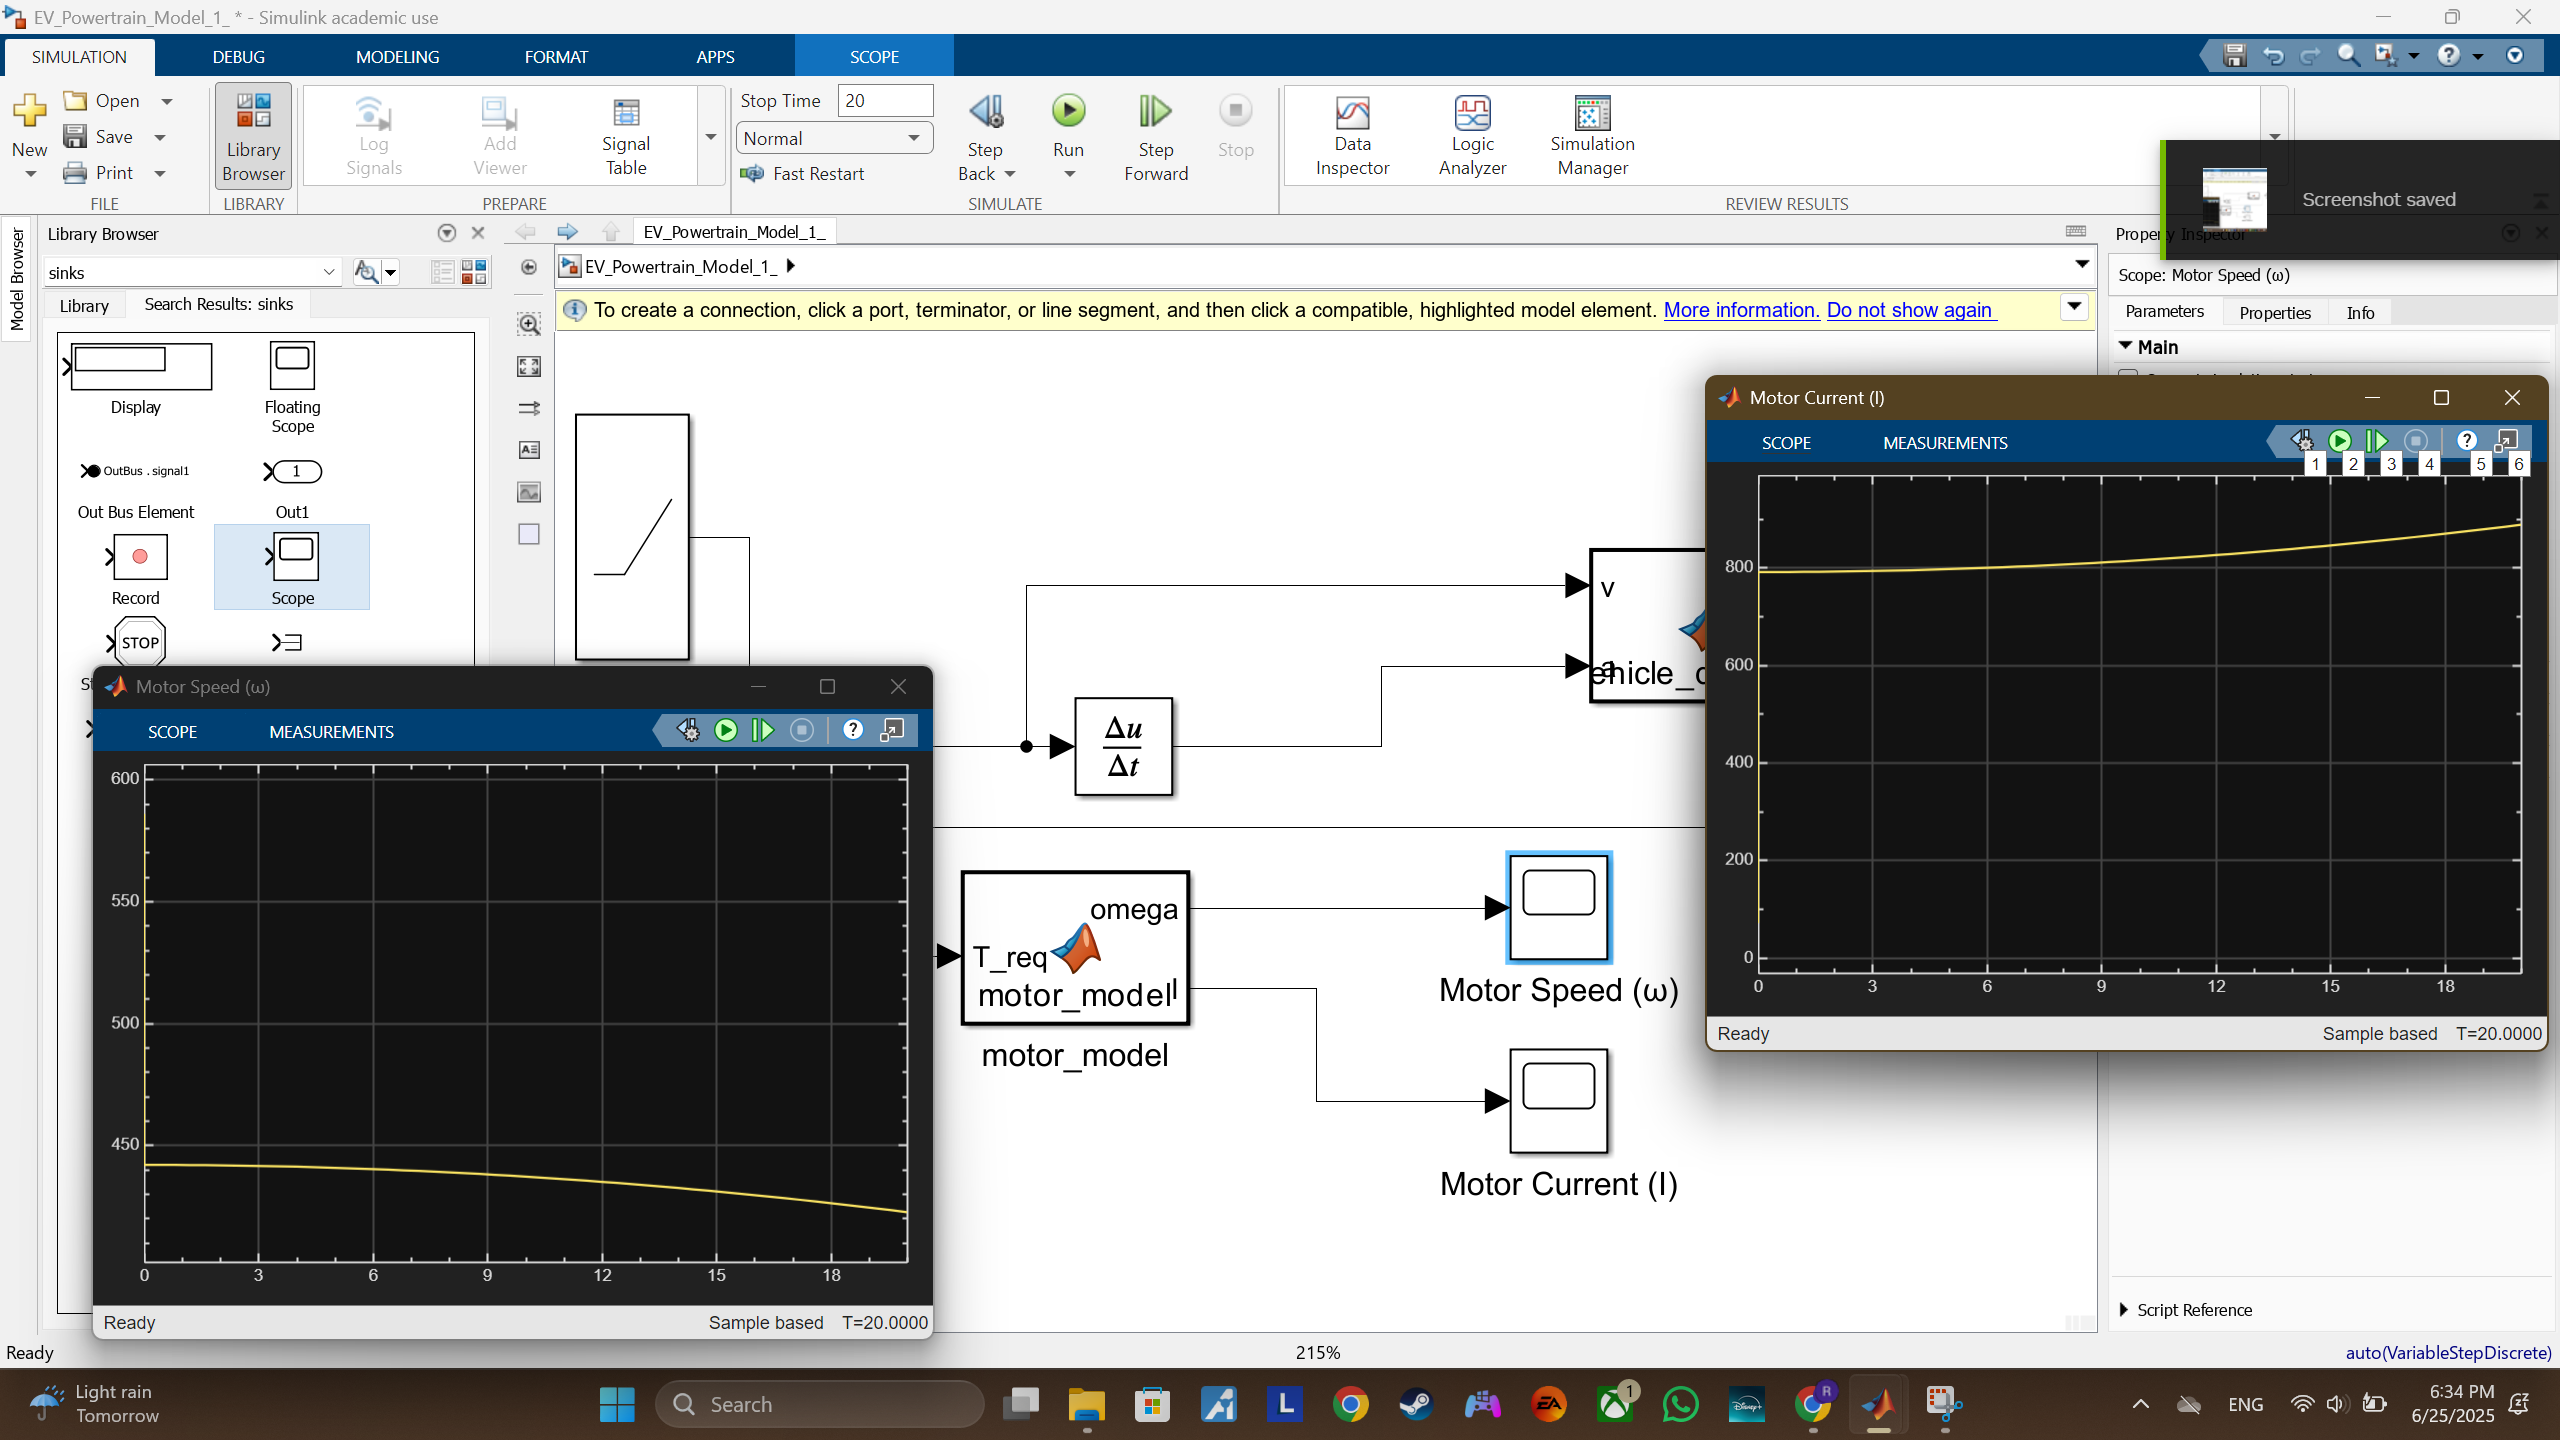 EV_Powertrain_Model_1_ * - Simulink academic use
SIMULATION
DEBUG
MODELING
FORMAT
APPS
SCOPE
New
Open
Save
Print
FILE
Library
Browser
LIBRARY
Log
Signals
Add
Viewer
Signal
Table
PREPARE
Stop Time
20
Normal
Fast Restart
Step
Back
Run
Step
Forward
Stop
SIMULATE
Data
Inspector
Logic
Analyzer
Simulation
Manager
REVIEW RESULTS
Screenshot saved
Model Browser
Library Browser
sinks
Library
Search Results: sinks
Display
Floating
Scope
OutBus . signal1
1
Out Bus Element
Out1
Record
Scope
STOP
EV_Powertrain_Model_1_
EV_Powertrain_Model_1_
To create a connection, click a port, terminator, or line segment, and then click a compatible, highlighted model element. More information. Do not show again
Property Inspector
Scope: Motor Speed (ω)
Parameters
Properties
Info
Main
v
a
ehicle_d
Δu
Δt
T_req
omega
I
motor_model
motor_model
Motor Speed (ω)
Motor Current (I)
Motor Speed (ω)
SCOPE
MEASUREMENTS
600
550
500
450
0
3
6
9
12
15
18
Ready
Sample based
T=20.0000
Motor Current (I)
SCOPE
MEASUREMENTS
1
2
3
4
5
6
800
600
400
200
0
0
3
6
9
12
15
18
Ready
Sample based
T=20.0000
Script Reference
Ready
215%
auto(VariableStepDiscrete)
Light rain
Tomorrow
Search
L
EA
1
Disney+
R
ENG
6:34 PM
6/25/2025